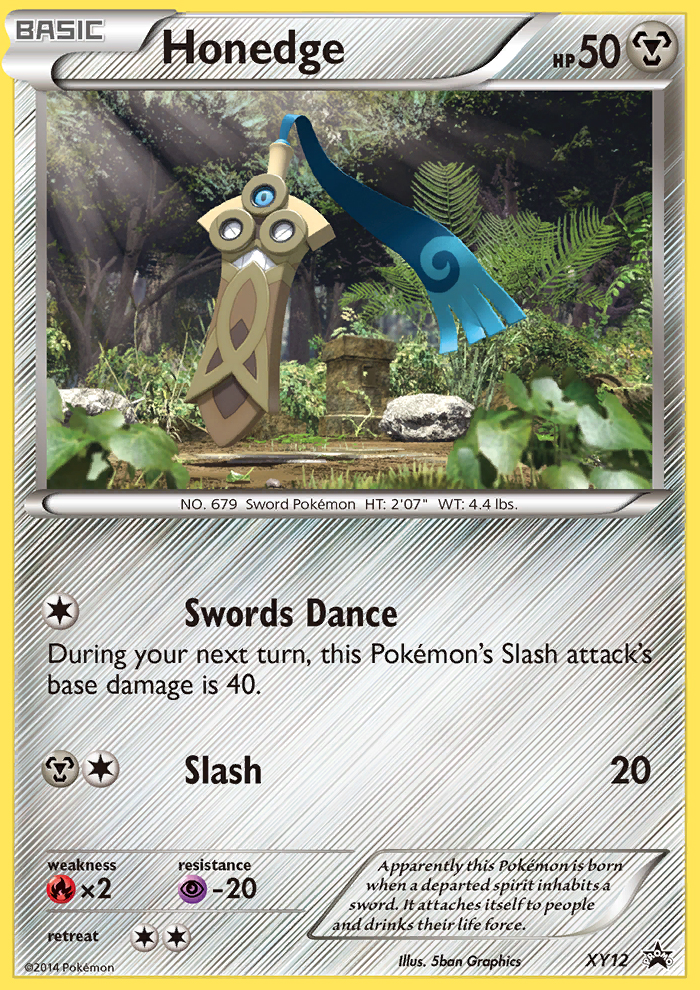 BASIC
Honedge
HP50
NO. 679 Sword Pokémon HT: 2'07" WT: 4.4 lbs.
Swords Dance
During your next turn, this Pokémon's Slash attack's
base damage is 40.
Slash 20
weakness resistance
×2 -20
retreat
Apparently this Pokémon is born
when a departed spirit inhabits a
sword. It attaches itself to people
and drinks their life force.
©2014 Pokémon Illus. 5ban Graphics XY12 PROMO